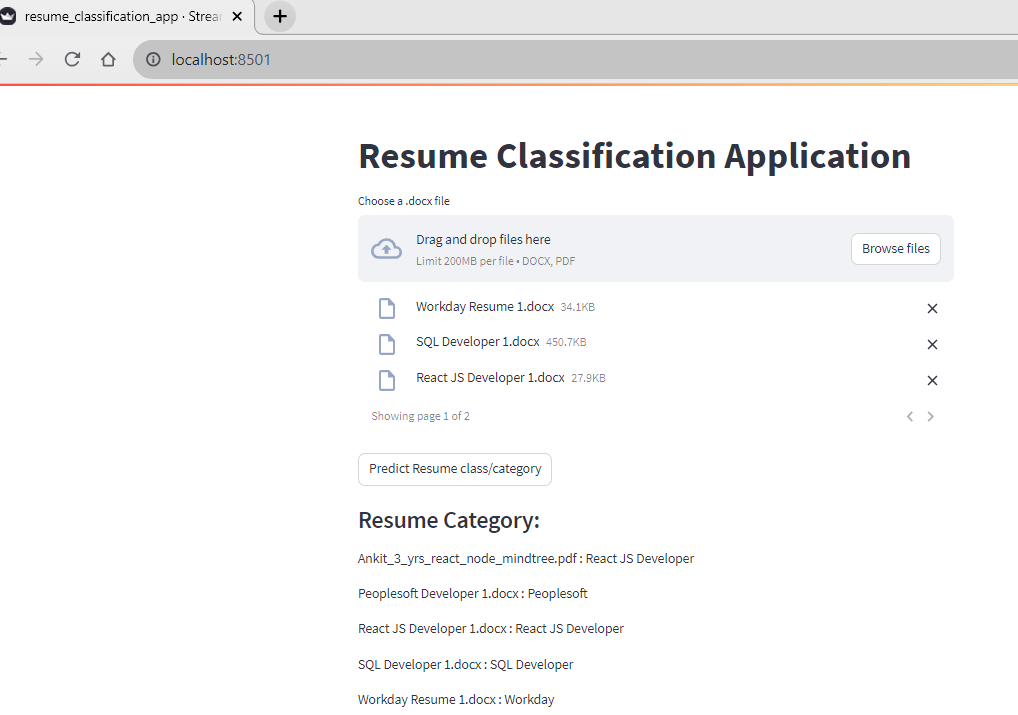 resume_classification_app · Strea
localhost:8501
Resume Classification Application
Choose a .docx file
Drag and drop files here
Limit 200MB per file • DOCX, PDF
Browse files
Workday Resume 1.docx 34.1KB
SQL Developer 1.docx 450.7KB
React JS Developer 1.docx 27.9KB
Showing page 1 of 2
Predict Resume class/category
Resume Category:
Ankit_3_yrs_react_node_mindtree.pdf : React JS Developer
Peoplesoft Developer 1.docx : Peoplesoft
React JS Developer 1.docx : React JS Developer
SQL Developer 1.docx : SQL Developer
Workday Resume 1.docx : Workday